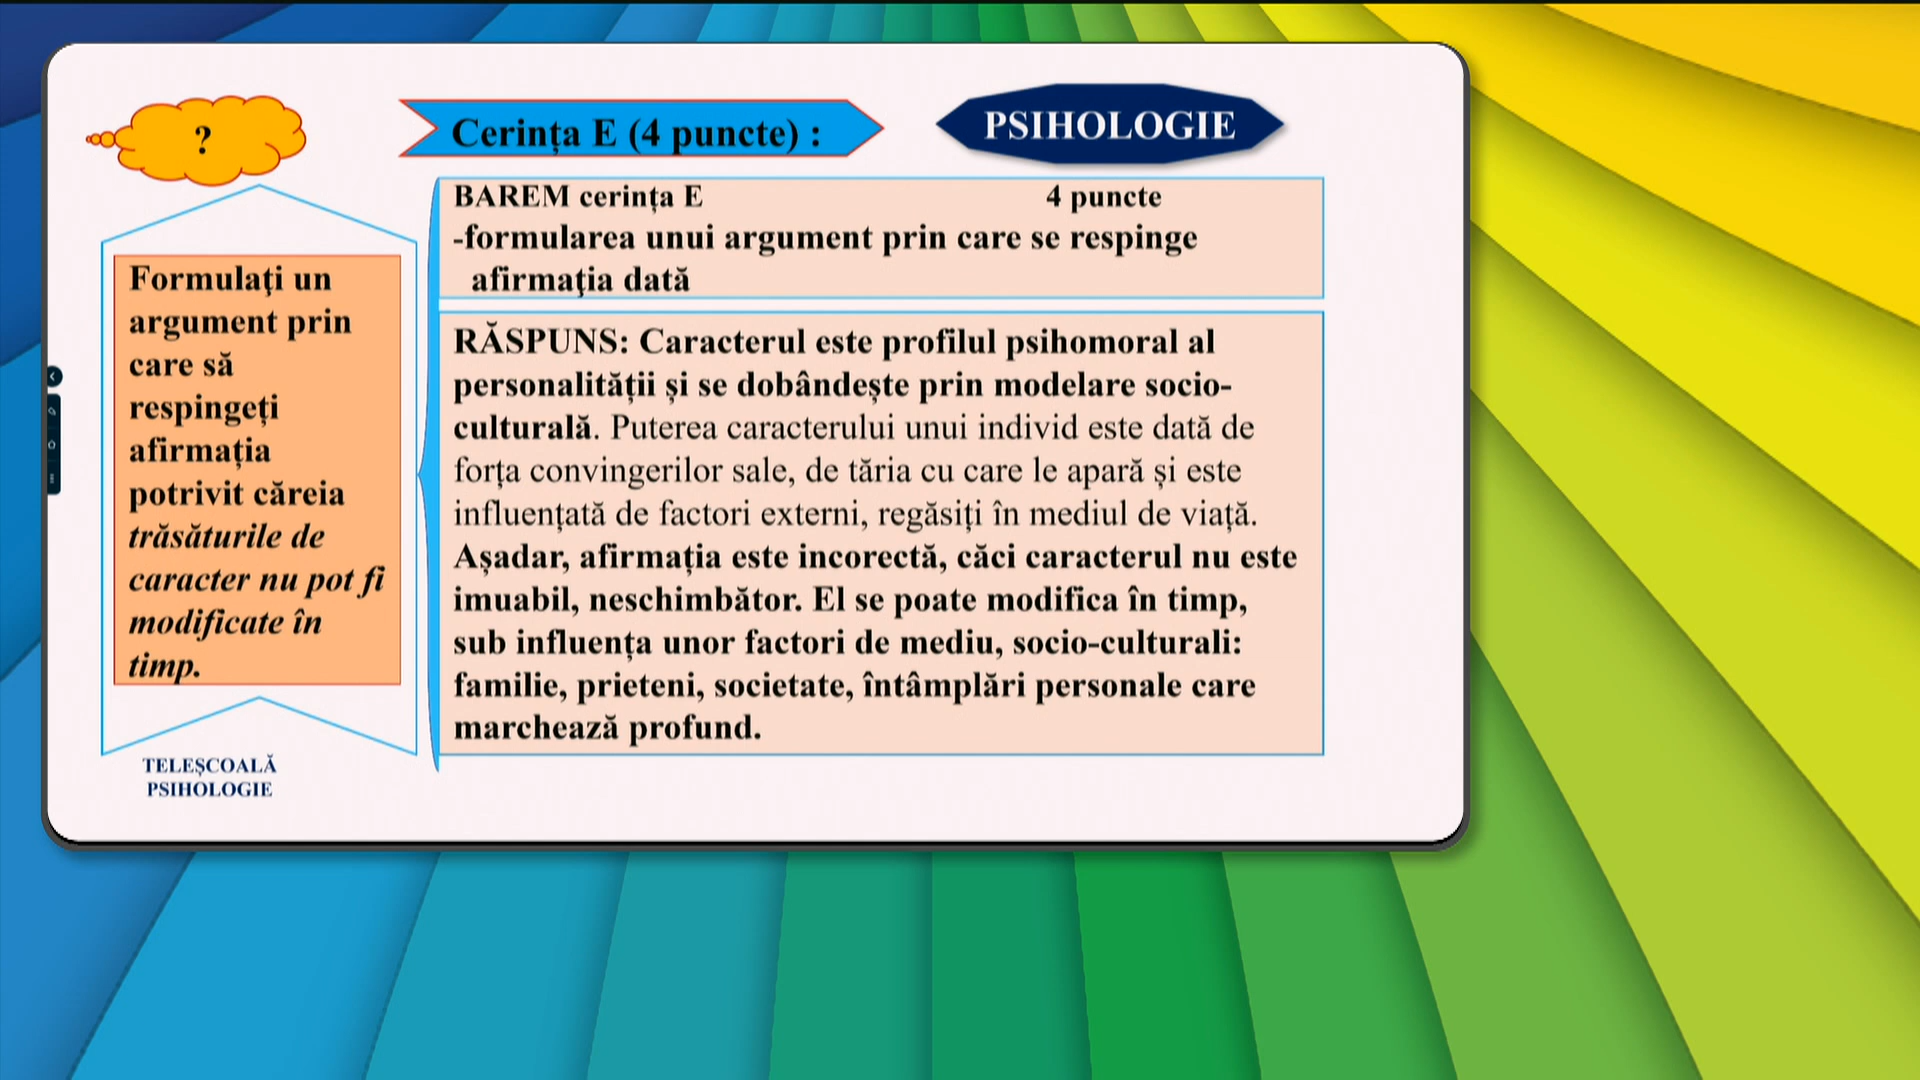 ?
Cerința E (4 puncte) :
PSIHOLOGIE
Formulaţi un
argument prin
care să
respingeți
afirmația
potrivit căreia
trăsăturile de
caracter nu pot fi
modificate în
timp.
TELEȘCOALĂ
PSIHOLOGIE
BAREM cerința E 4 puncte
-formularea unui argument prin care se respinge
afirmaţia dată
RĂSPUNS: Caracterul este profilul psihomoral al
personalității și se dobândește prin modelare socio-
culturală. Puterea caracterului unui individ este dată de
forța convingerilor sale, de tăria cu care le apară și este
influențată de factori externi, regăsiți în mediul de viață.
Așadar, afirmația este incorectă, căci caracterul nu este
imuabil, neschimbător. El se poate modifica în timp,
sub influența unor factori de mediu, socio-culturali:
familie, prieteni, societate, întâmplări personale care
marchează profund.